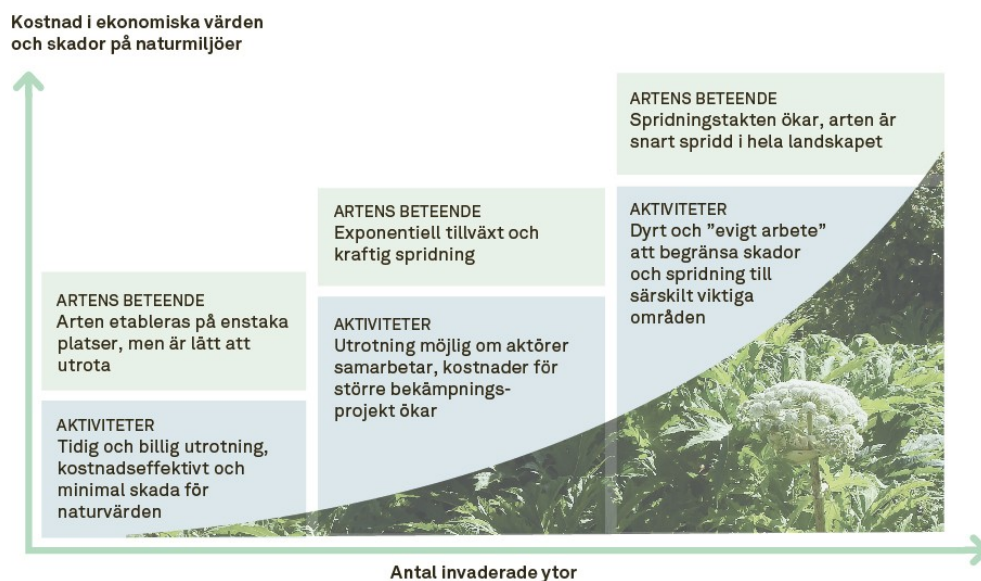 Kostnad i ekonomiska värden
och skador på naturmiljöer
ARTENS BETEENDE
Arten etableras på enstaka
platser, men är lätt att
utrota
AKTIVITETER
Tidig och billig utrotning,
kostnadseffektivt och
minimal skada för
naturvärden
ARTENS BETEENDE
Exponentiell tillväxt och
kraftig spridning
AKTIVITETER
Utrotning möjlig om aktörer
samarbetar, kostnader för
större bekämpnings-
projekt ökar
ARTENS BETEENDE
Spridningstakten ökar, arten är
snart spridd i hela landskapet
AKTIVITETER
Dyrt och ”evigt arbete”
att begränsa skador
och spridning till
särskilt viktiga
områden
Antal invaderade ytor